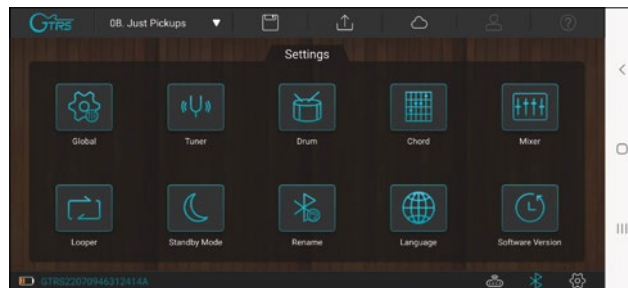 GTRS
0B. Just Pickups
Settings
Global
Tuner
Drum
Chord
Mixer
Looper
Standby Mode
Rename
Language
Software Version
GTRS22070946312414A